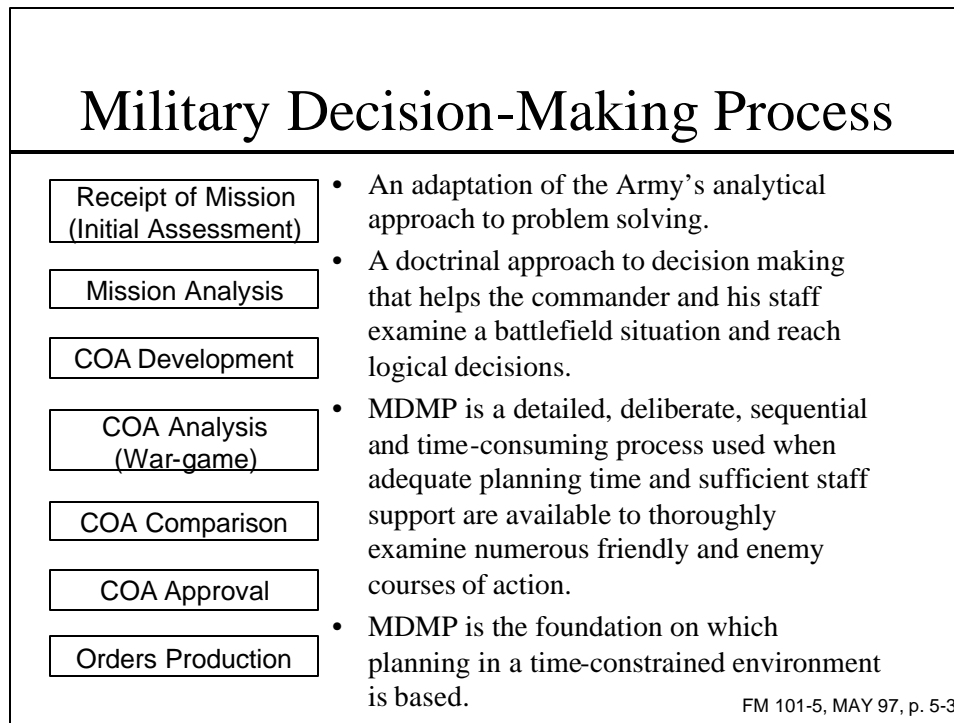 Military Decision-Making Process
Receipt of Mission
(Initial Assessment)
Mission Analysis
COA Development
COA Analysis
(War-game)
COA Comparison
COA Approval
Orders Production
• An adaptation of the Army's analytical
approach to problem solving.
• A doctrinal approach to decision making
that helps the commander and his staff
examine a battlefield situation and reach
logical decisions.
• MDMP is a detailed, deliberate, sequential
and time-consuming process used when
adequate planning time and sufficient staff
support are available to thoroughly
examine numerous friendly and enemy
courses of action.
• MDMP is the foundation on which
planning in a time-constrained environment
is based.
FM 101-5, MAY 97, p. 5-3